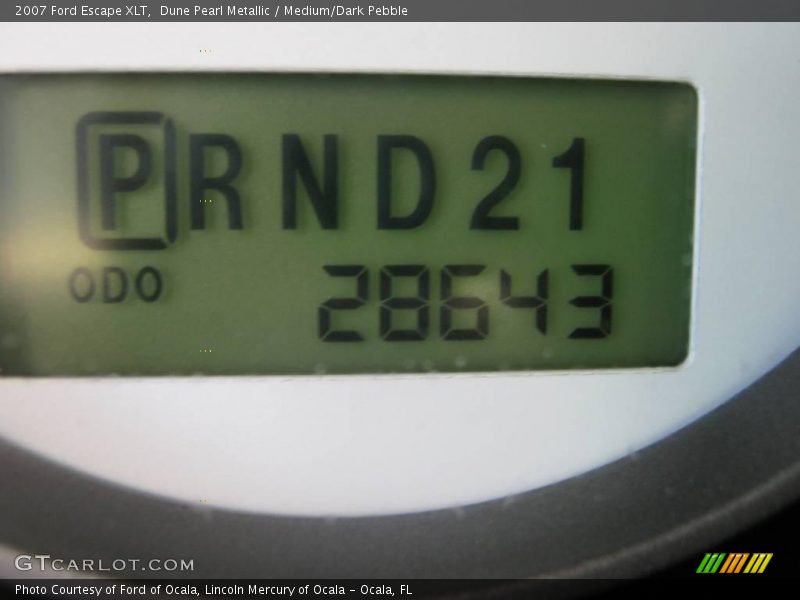 2007 Ford Escape XLT,  Dune Pearl Metallic / Medium/Dark Pebble
P R N D 2 1
ODO 28643
GTCARLOT.COM
Photo Courtesy of Ford of Ocala, Lincoln Mercury of Ocala – Ocala, FL